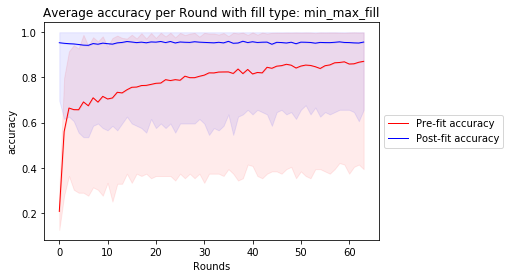 Average accuracy per Round with fill type: min_max_fill
1.0
0.8
0.6
0.4
0.2
accuracy
0 10 20 30 40 50 60
Rounds
Pre-fit accuracy
Post-fit accuracy